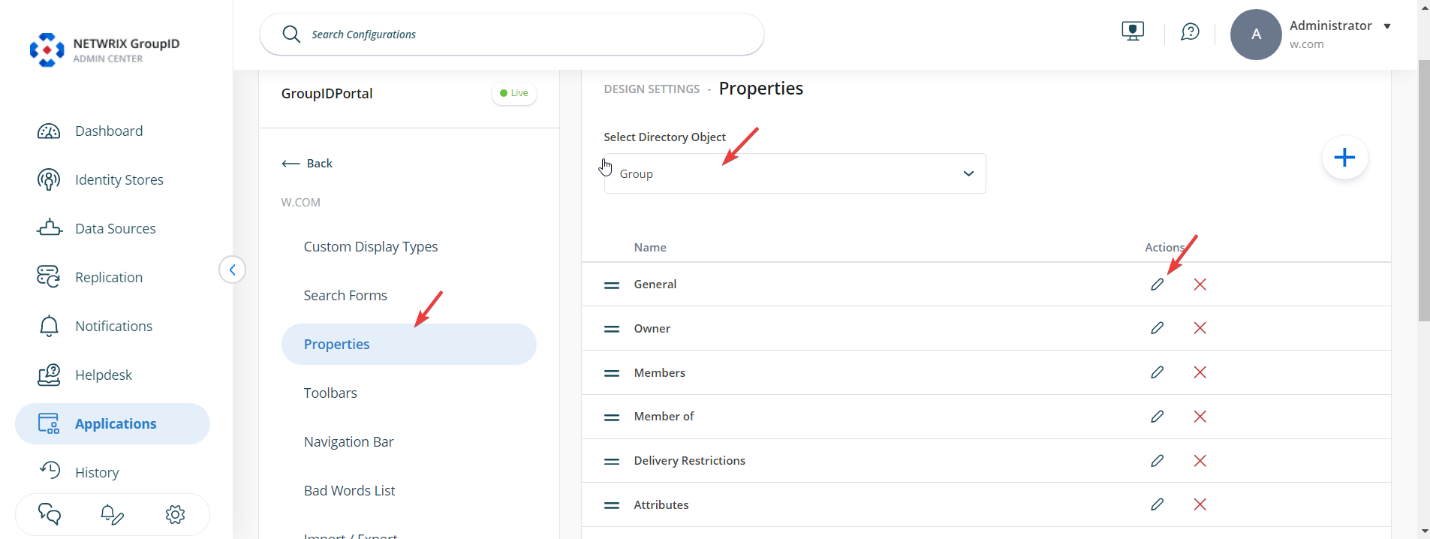 NETWRIX GroupID
ADMIN CENTER
Search Configurations
A
Administrator
w.com
Dashboard
Identity Stores
Data Sources
Replication
Notifications
Helpdesk
Applications
History
GroupIDPortal
Live
Back
W.COM
Custom Display Types
Search Forms
Properties
Toolbars
Navigation Bar
Bad Words List
Import / Export
DESIGN SETTINGS - Properties
Select Directory Object
Group
Name Actions
General
Owner
Members
Member of
Delivery Restrictions
Attributes